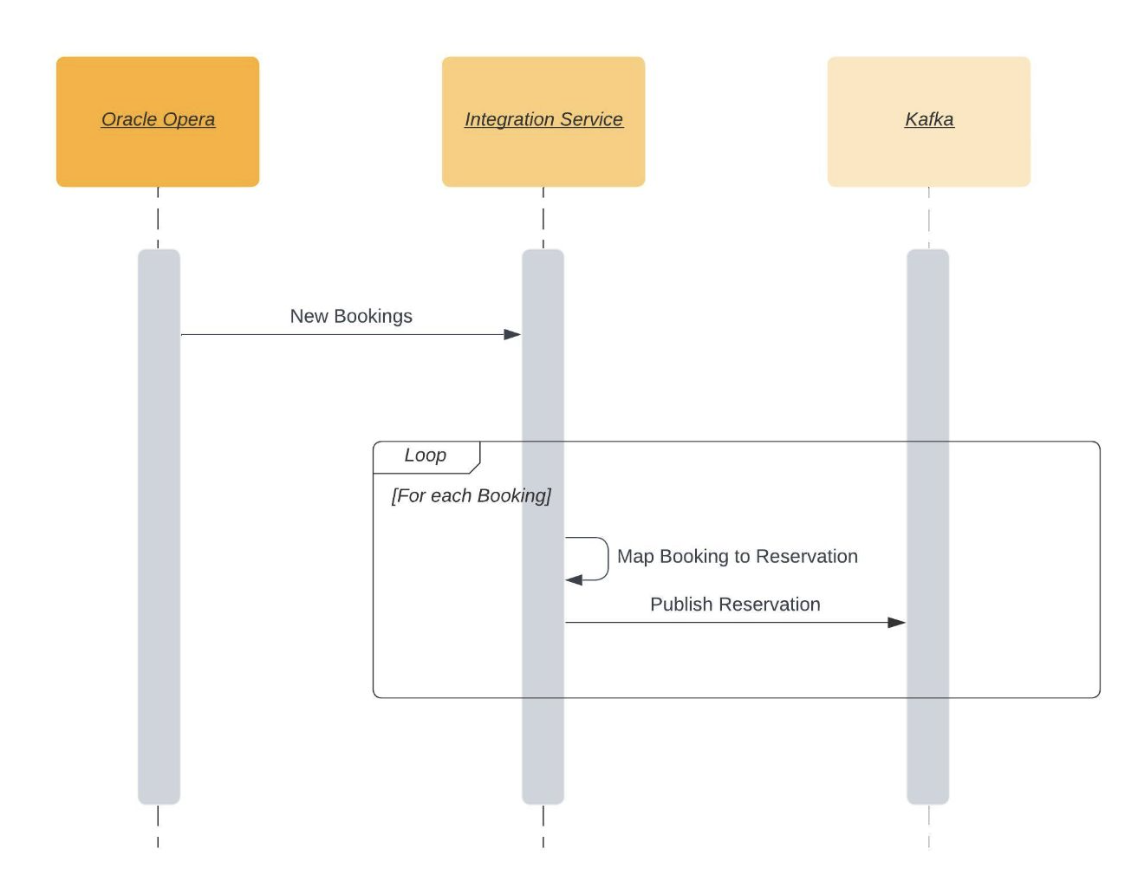 Oracle Opera
Integration Service
Kafka
New Bookings
Loop
[For each Booking]
Map Booking to Reservation
Publish Reservation